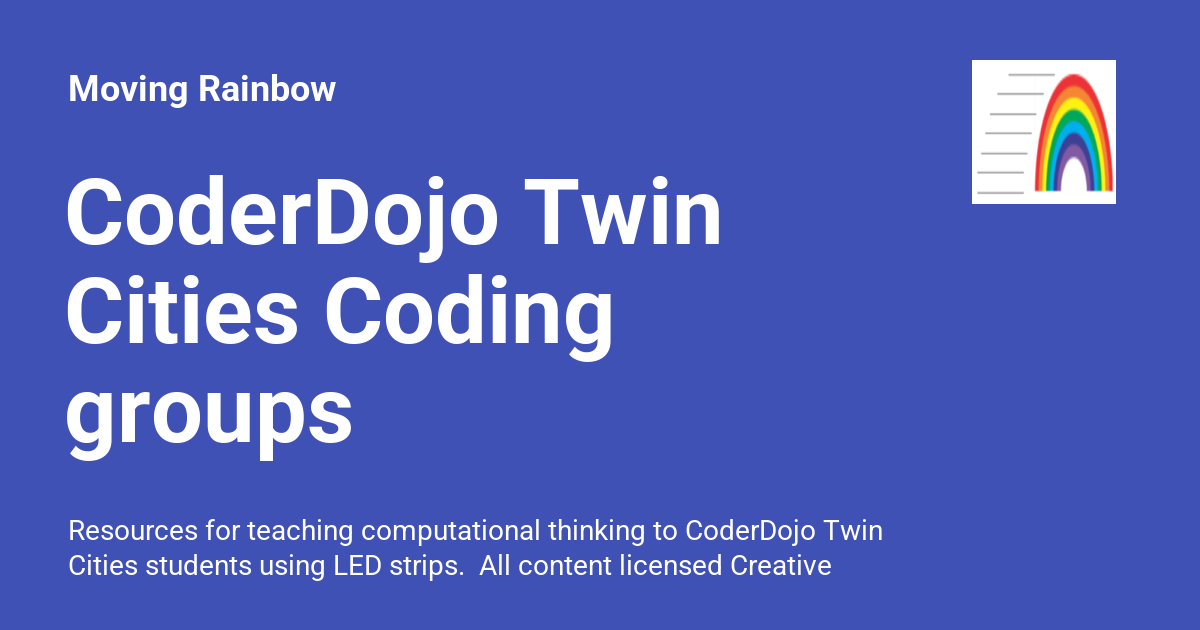 Moving Rainbow
CoderDojo Twin
Cities Coding
groups
Resources for teaching computational thinking to CoderDojo Twin
Cities students using LED strips.  All content licensed Creative